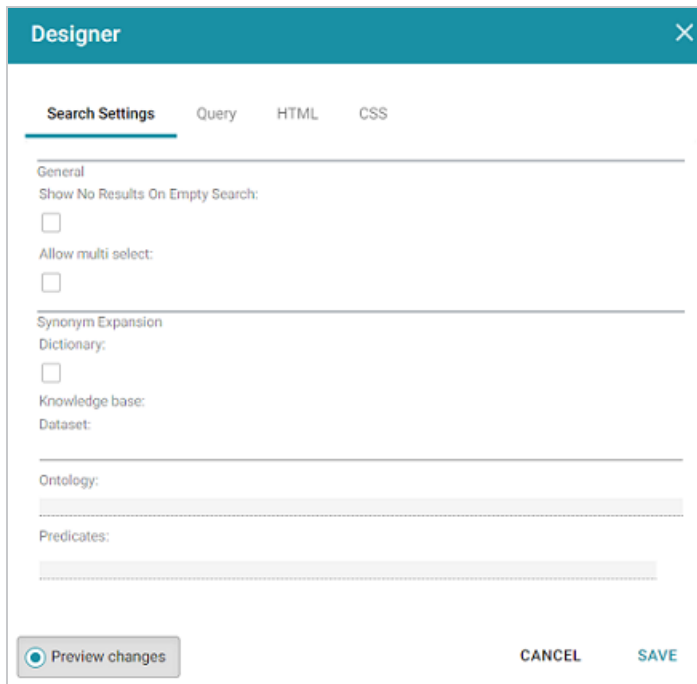 Designer
Search Settings Query HTML CSS
General
Show No Results On Empty Search:
Allow multi select:
Synonym Expansion
Dictionary:
Knowledge base:
Dataset:
Ontology:
Predicates:
Preview changes CANCEL SAVE